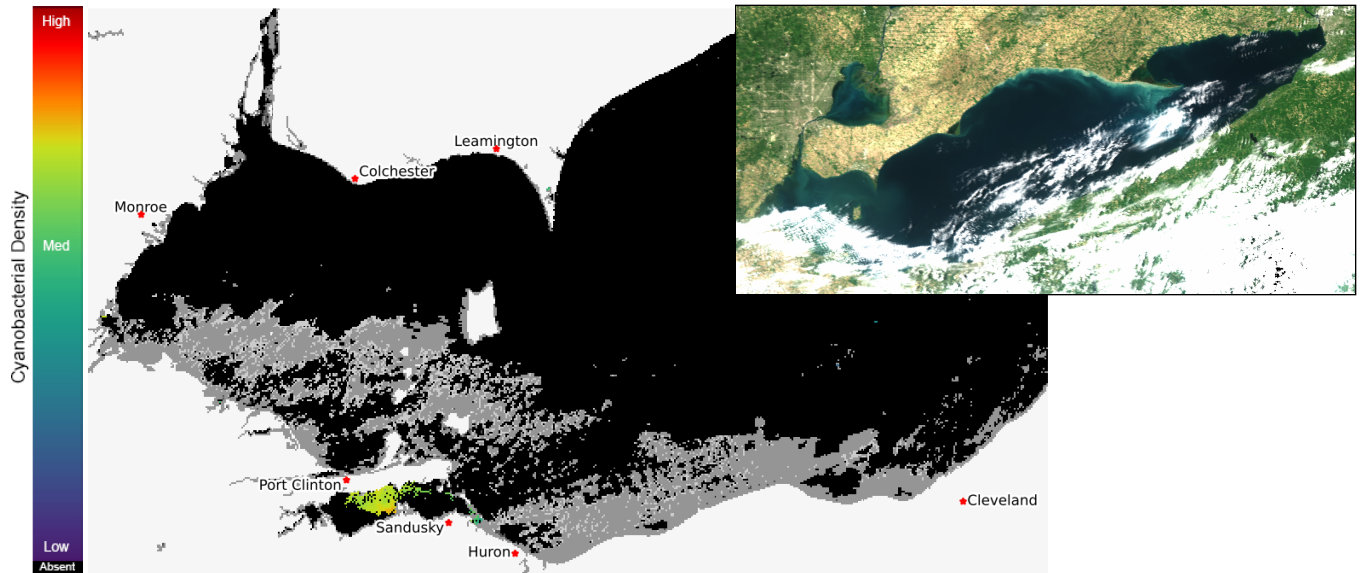 High
Med
Low
Absent
Cyanobacterial Density
Leamington
Colchester
Monroe
Port Clinton
Sandusky
Huron
Cleveland